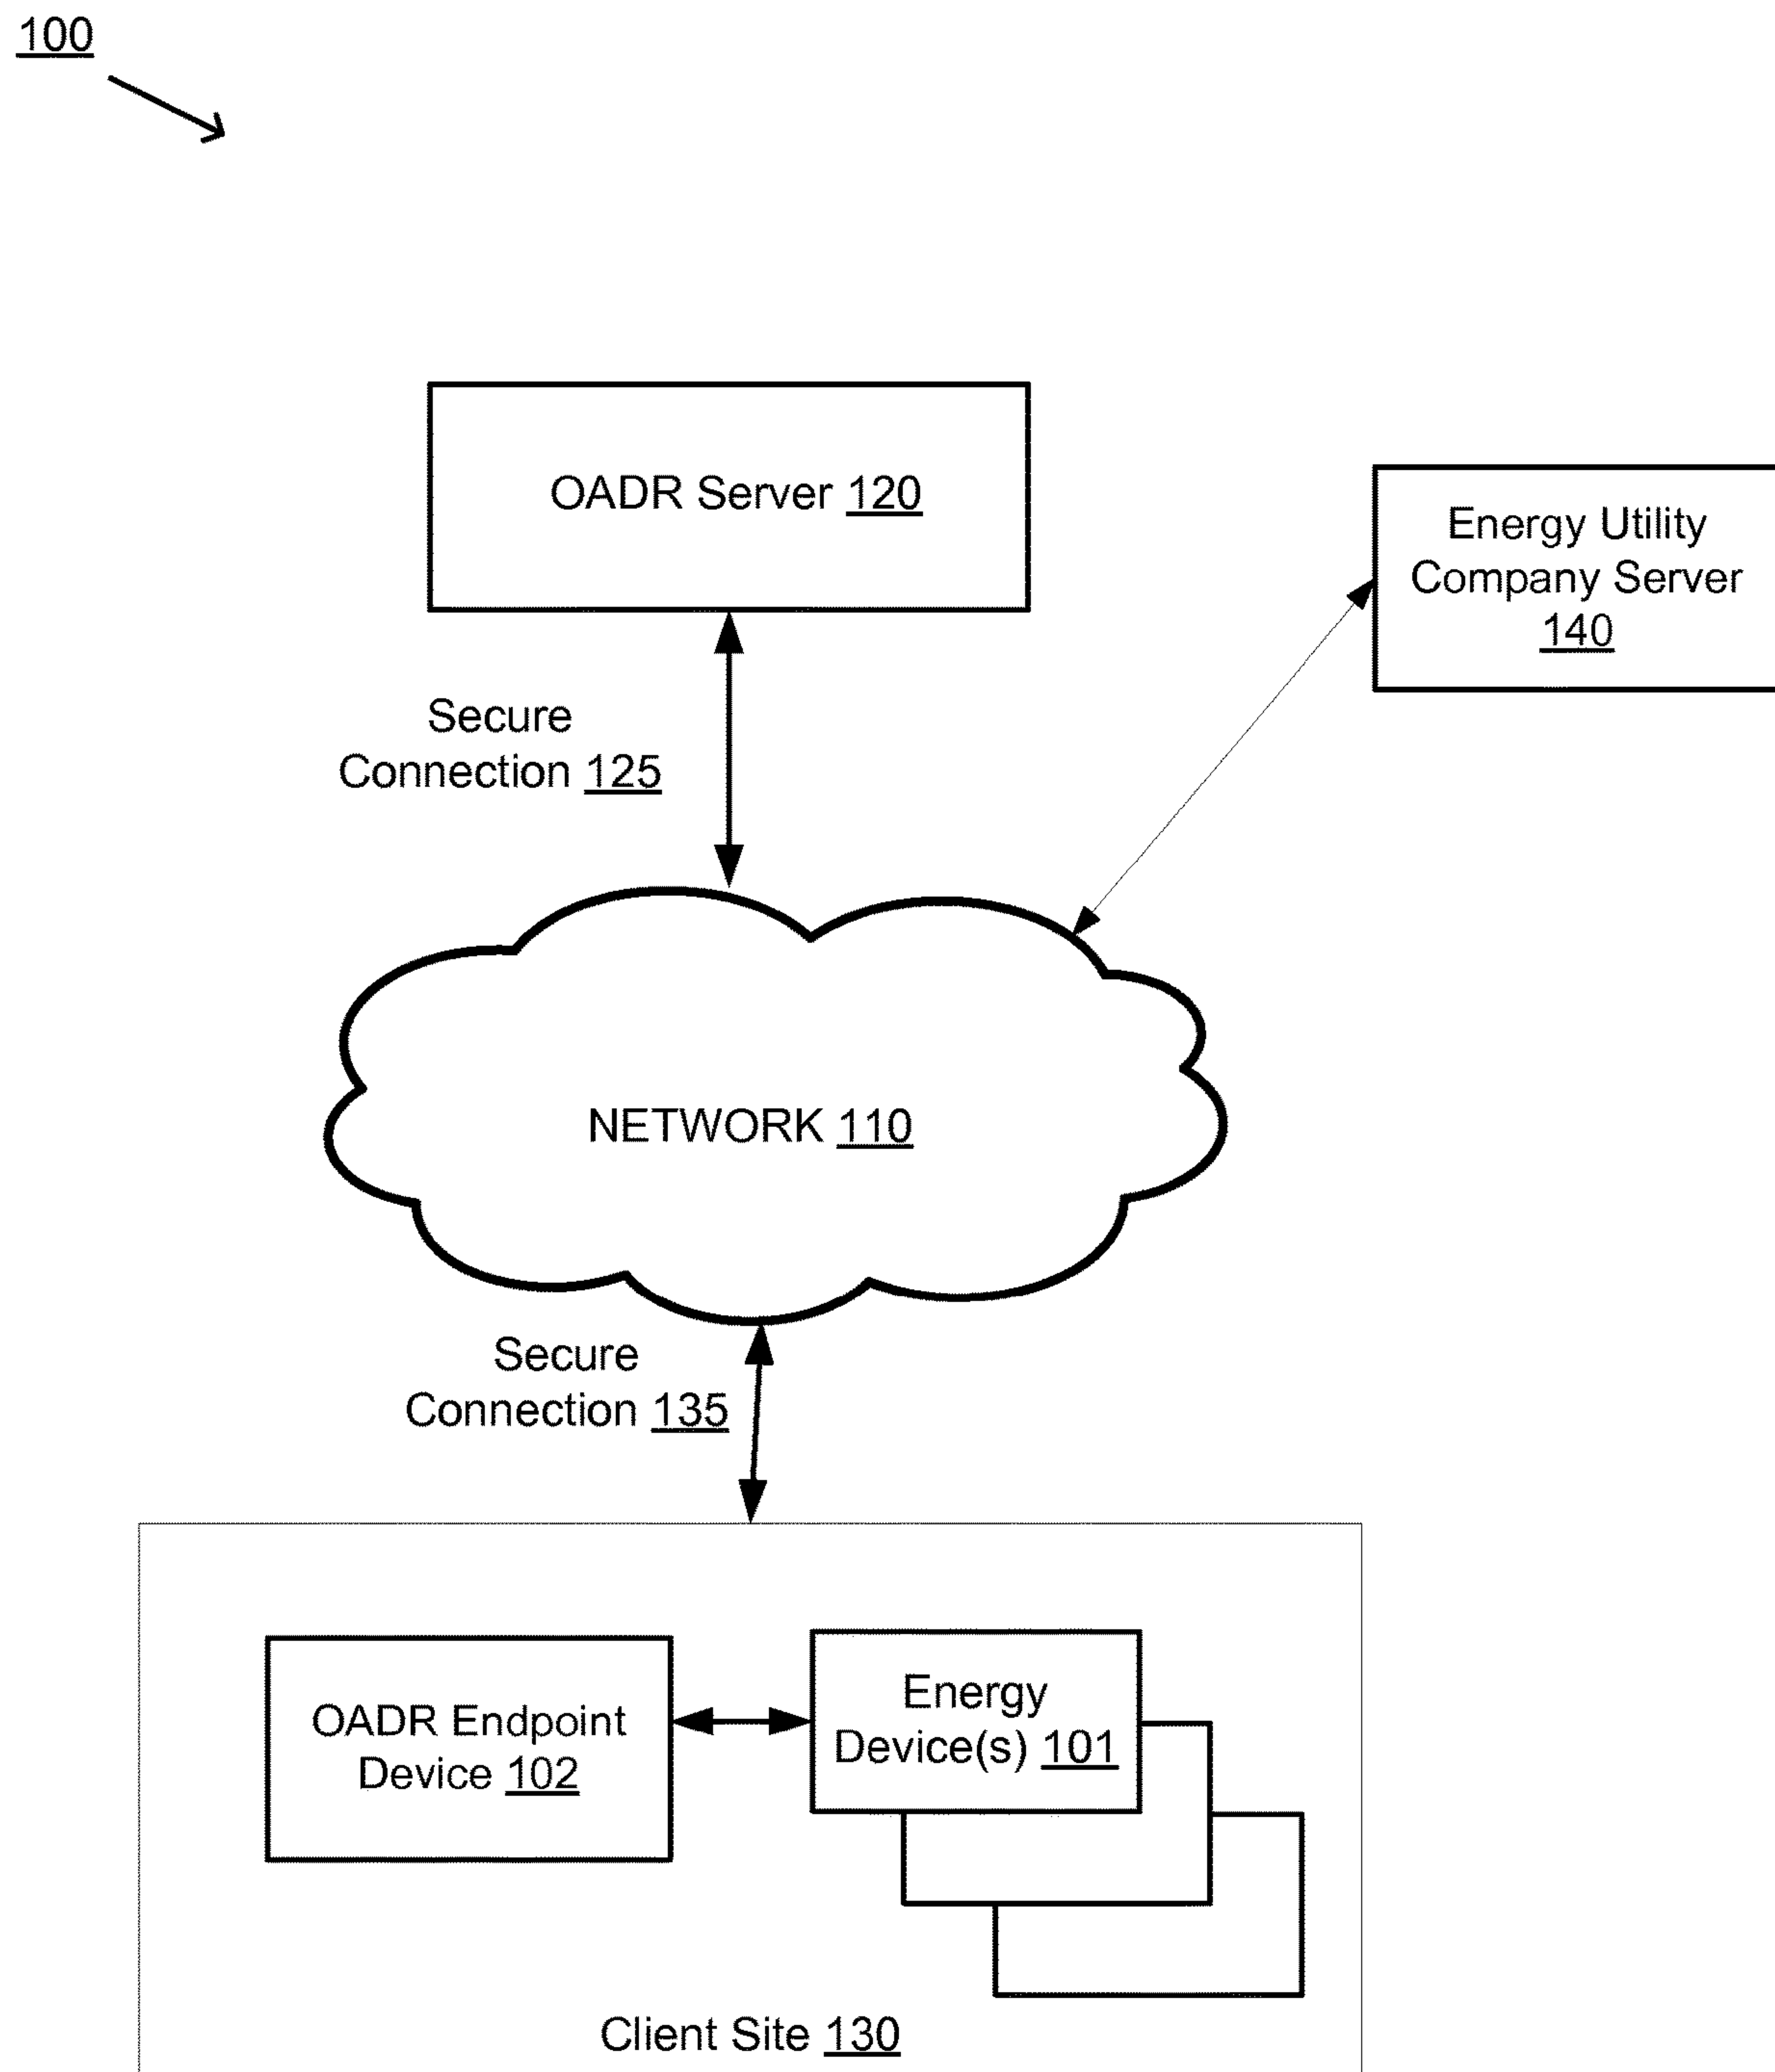 100
OADR Server 120
Energy Utility
Company Server
140
Secure
Connection 125
NETWORK 110
Secure
Connection 135
OADR Endpoint
Device 102
Energy
Device(s) 101
Client Site 130